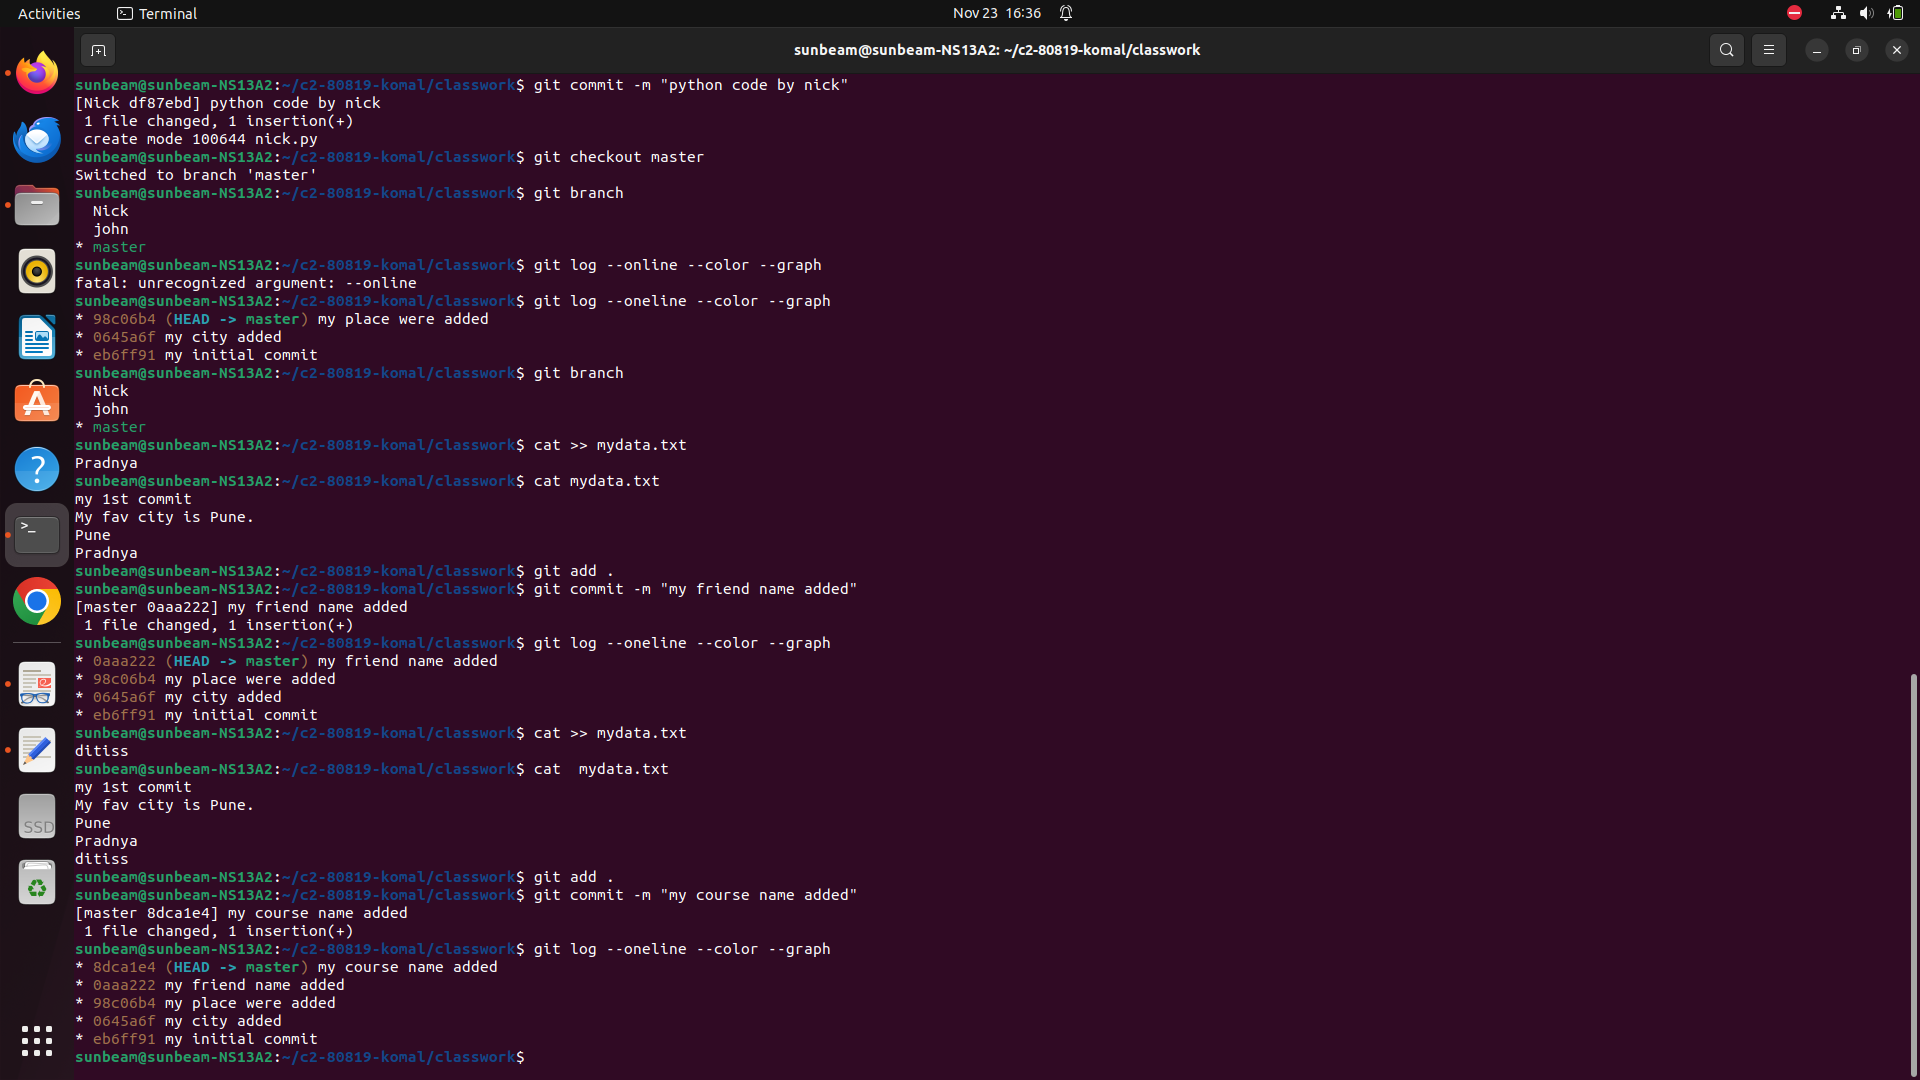 Activities
Terminal
Nov 23 16:36
sunbeam@sunbeam-NS13A2: ~/c2-80819-komal/classwork
sunbeam@sunbeam-NS13A2:~/c2-80819-komal/classwork$ git commit -m "python code by nick"
[Nick df87ebd] python code by nick
 1 file changed, 1 insertion(+)
 create mode 100644 nick.py
sunbeam@sunbeam-NS13A2:~/c2-80819-komal/classwork$ git checkout master
Switched to branch 'master'
sunbeam@sunbeam-NS13A2:~/c2-80819-komal/classwork$ git branch
  Nick
  john
* master
sunbeam@sunbeam-NS13A2:~/c2-80819-komal/classwork$ git log --online --color --graph
fatal: unrecognized argument: --online
sunbeam@sunbeam-NS13A2:~/c2-80819-komal/classwork$ git log --oneline --color --graph
* 98c06b4 (HEAD -> master) my place were added
* 0645a6f my city added
* eb6ff91 my initial commit
sunbeam@sunbeam-NS13A2:~/c2-80819-komal/classwork$ git branch
  Nick
  john
* master
sunbeam@sunbeam-NS13A2:~/c2-80819-komal/classwork$ cat >> mydata.txt
Pradnya
sunbeam@sunbeam-NS13A2:~/c2-80819-komal/classwork$ cat mydata.txt
my 1st commit
My fav city is Pune.
Pune
Pradnya
sunbeam@sunbeam-NS13A2:~/c2-80819-komal/classwork$ git add .
sunbeam@sunbeam-NS13A2:~/c2-80819-komal/classwork$ git commit -m "my friend name added"
[master 0aaa222] my friend name added
 1 file changed, 1 insertion(+)
sunbeam@sunbeam-NS13A2:~/c2-80819-komal/classwork$ git log --oneline --color --graph
* 0aaa222 (HEAD -> master) my friend name added
* 98c06b4 my place were added
* 0645a6f my city added
* eb6ff91 my initial commit
sunbeam@sunbeam-NS13A2:~/c2-80819-komal/classwork$ cat >> mydata.txt
ditiss
sunbeam@sunbeam-NS13A2:~/c2-80819-komal/classwork$ cat  mydata.txt
my 1st commit
My fav city is Pune.
Pune
Pradnya
ditiss
sunbeam@sunbeam-NS13A2:~/c2-80819-komal/classwork$ git add .
sunbeam@sunbeam-NS13A2:~/c2-80819-komal/classwork$ git commit -m "my course name added"
[master 8dca1e4] my course name added
 1 file changed, 1 insertion(+)
sunbeam@sunbeam-NS13A2:~/c2-80819-komal/classwork$ git log --oneline --color --graph
* 8dca1e4 (HEAD -> master) my course name added
* 0aaa222 my friend name added
* 98c06b4 my place were added
* 0645a6f my city added
* eb6ff91 my initial commit
sunbeam@sunbeam-NS13A2:~/c2-80819-komal/classwork$
SSD